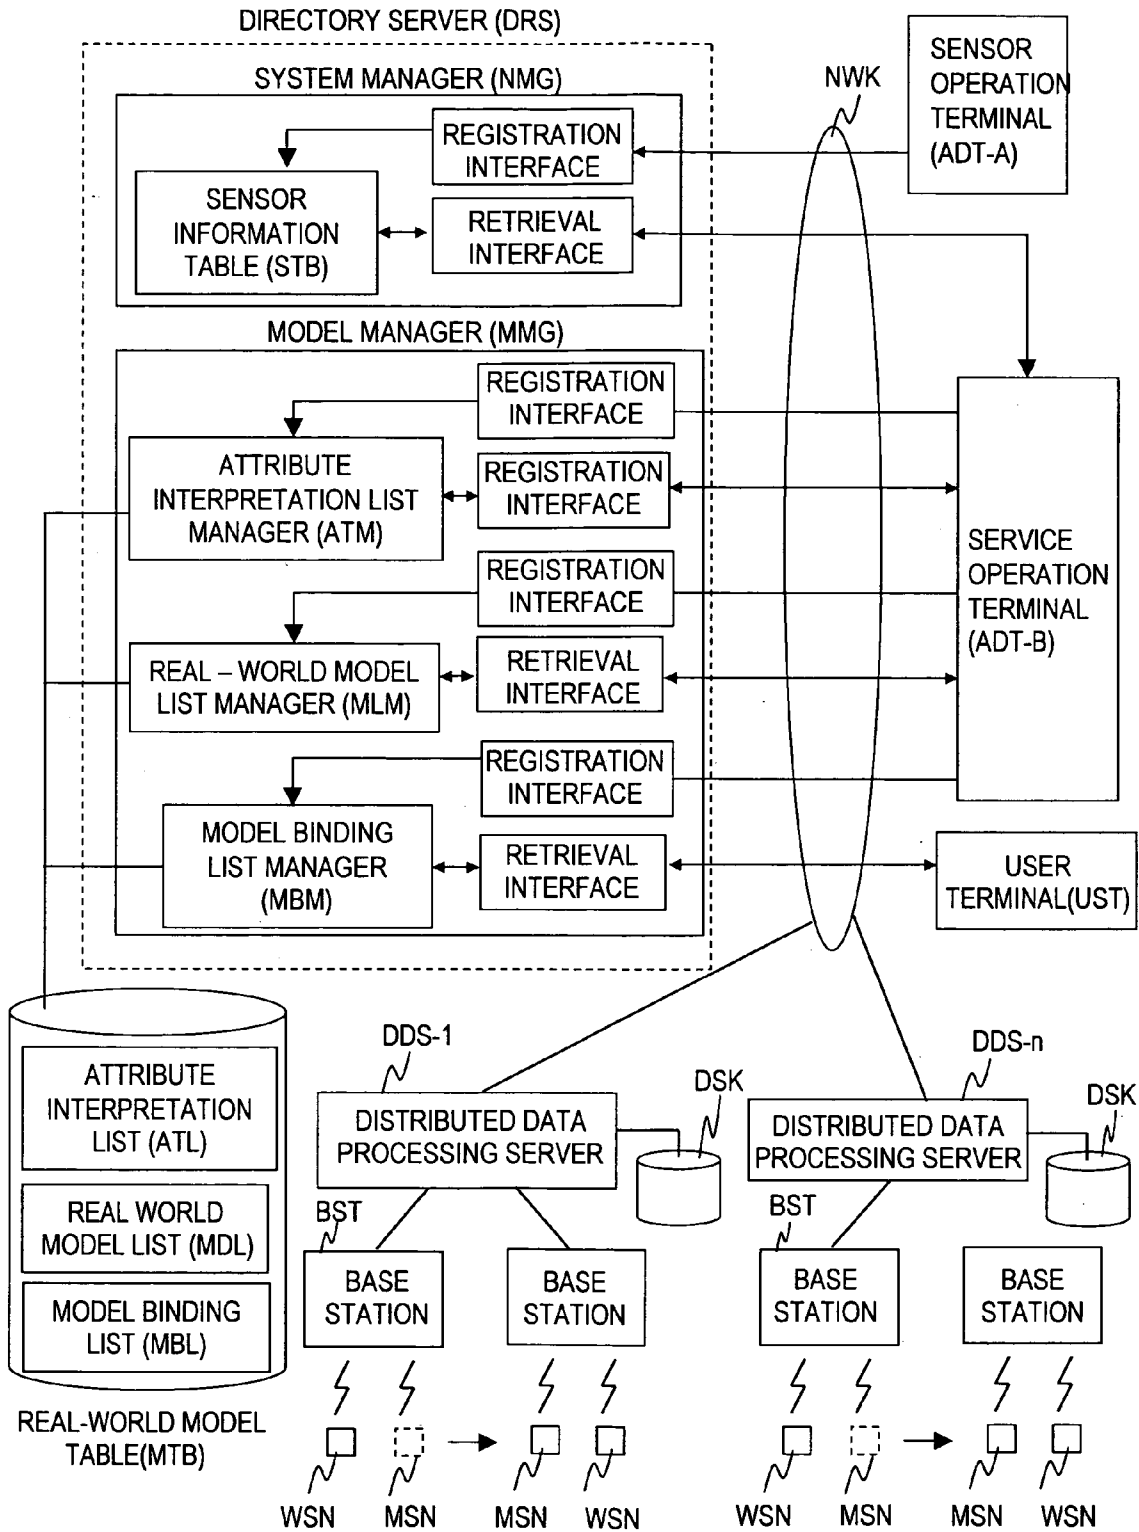 DIRECTORY SERVER (DRS)
SYSTEM MANAGER (NMG)
REGISTRATION
INTERFACE
SENSOR
INFORMATION
TABLE (STB)
RETRIEVAL
INTERFACE
NWK
SENSOR
OPERATION
TERMINAL
(ADT-A)
MODEL MANAGER (MMG)
REGISTRATION
INTERFACE
ATTRIBUTE
INTERPRETATION LIST
MANAGER (ATM)
REGISTRATION
INTERFACE
REGISTRATION
INTERFACE
REAL – WORLD MODEL
LIST MANAGER (MLM)
RETRIEVAL
INTERFACE
REGISTRATION
INTERFACE
MODEL BINDING
LIST MANAGER
(MBM)
RETRIEVAL
INTERFACE
SERVICE
OPERATION
TERMINAL
(ADT-B)
USER
TERMINAL(UST)
ATTRIBUTE
INTERPRETATION
LIST (ATL)
REAL WORLD
MODEL LIST (MDL)
MODEL BINDING
LIST (MBL)
REAL-WORLD MODEL
TABLE(MTB)
DDS-1
DISTRIBUTED DATA
PROCESSING SERVER
DSK
DDS-n
DISTRIBUTED DATA
PROCESSING SERVER
DSK
BST
BASE
STATION
BASE
STATION
BST
BASE
STATION
BASE
STATION
WSN
MSN
MSN
WSN
WSN
MSN
MSN
WSN